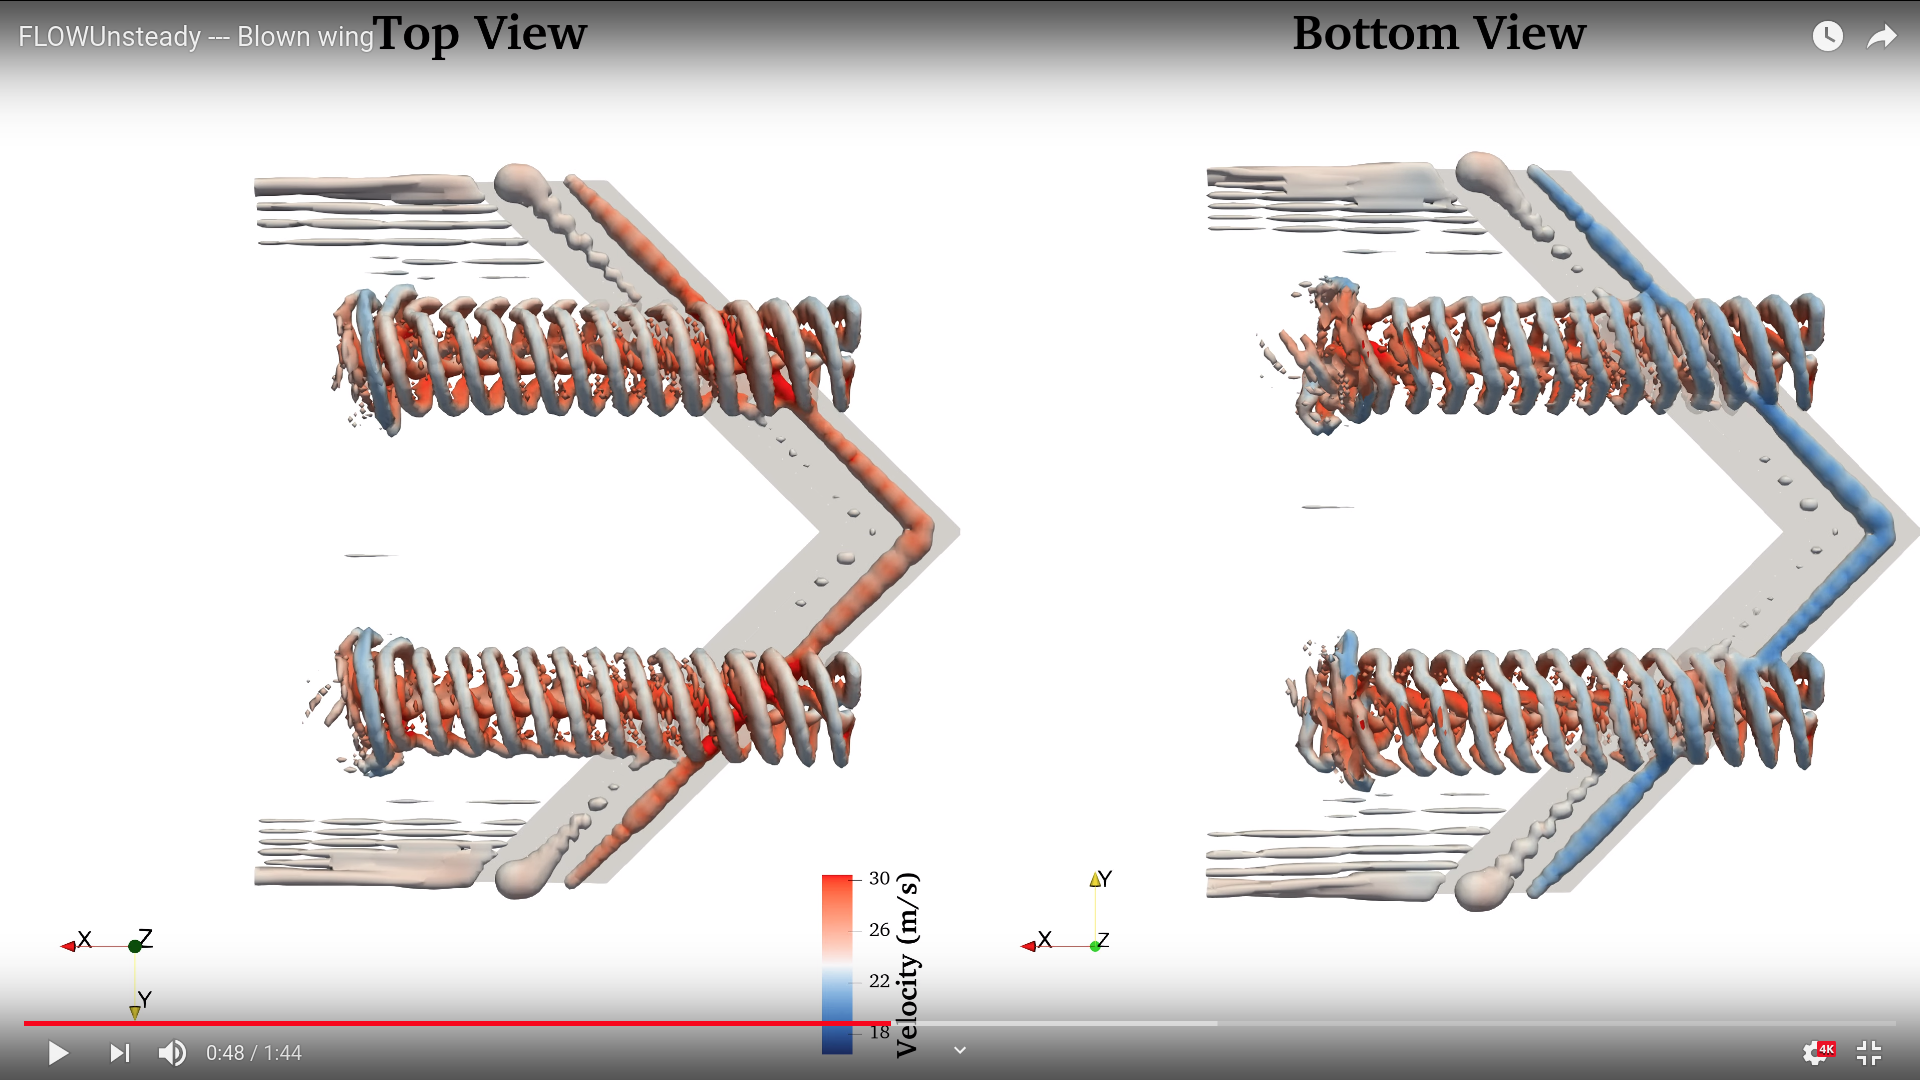 FLOWUnsteady --- Blown wing
Top View
Bottom View
X
Z
Y
30
26
22
18
Velocity (m/s)
Y
X
Z
0:48 / 1:44
4K